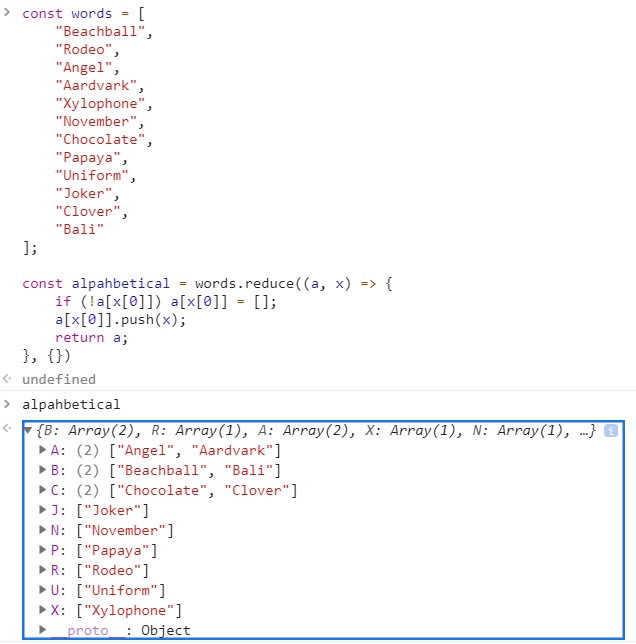 > const words = [
    "Beachball",
    "Rodeo",
    "Angel",
    "Aardvark",
    "Xylophone",
    "November",
    "Chocolate",
    "Papaya",
    "Uniform",
    "Joker",
    "Clover",
    "Bali"
];
const alpahbetical = words.reduce((a, x) => {
    if (!a[x[0]]) a[x[0]] = [];
    a[x[0]].push(x);
    return a;
}, {})
undefined
> alpahbetical
▼{B: Array(2), R: Array(1), A: Array(2), X: Array(1), N: Array(1), …} i
▶A: (2) ["Angel", "Aardvark"]
▶B: (2) ["Beachball", "Bali"]
▶C: (2) ["Chocolate", "Clover"]
▶J: ["Joker"]
▶N: ["November"]
▶P: ["Papaya"]
▶R: ["Rodeo"]
▶U: ["Uniform"]
▶X: ["Xylophone"]
▶__proto__: Object